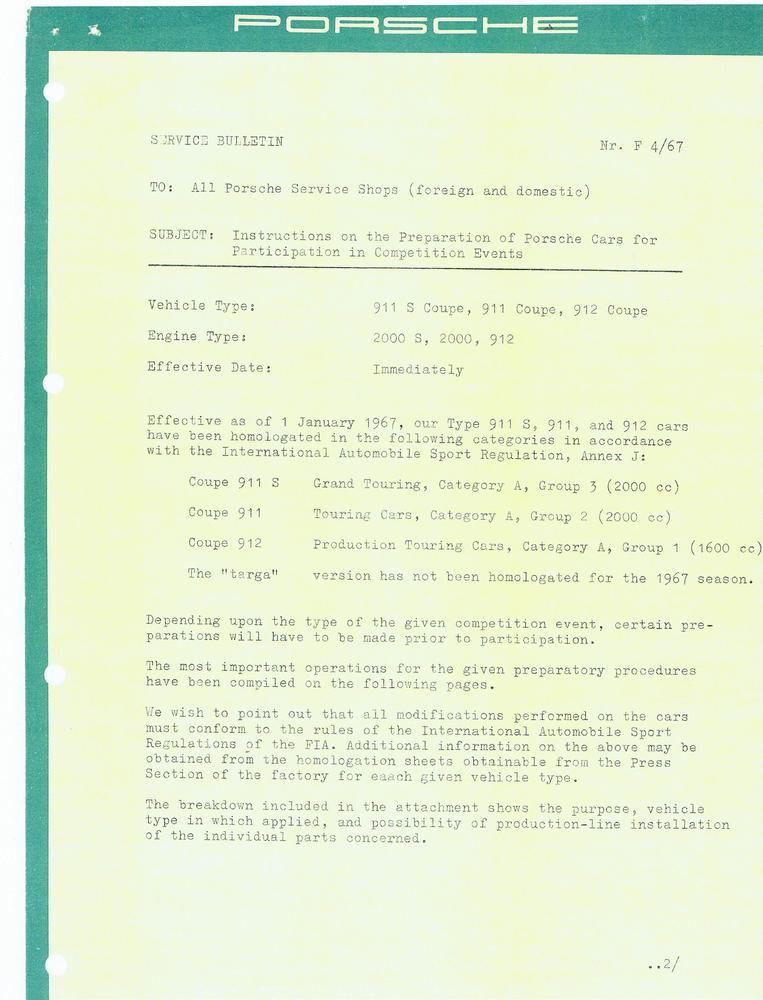 PORSCHE
SERVICE BULLETIN Nr. F 4/67
TO: All Porsche Service Shops (foreign and domestic)
SUBJECT: Instructions on the Preparation of Porsche Cars for
Participation in Competition Events
Vehicle Type: 911 S Coupe, 911 Coupe, 912 Coupe
Engine Type: 2000 S, 2000, 912
Effective Date: Immediately
Effective as of 1 January 1967, our Type 911 S, 911, and 912 cars
have been homologated in the following categories in accordance
with the International Automobile Sport Regulation, Annex J:
Coupe 911 S Grand Touring, Category A, Group 3 (2000 cc)
Coupe 911 Touring Cars, Category A, Group 2 (2000 cc)
Coupe 912 Production Touring Cars, Category A, Group 1 (1600 cc)
The "targa" version has not been homologated for the 1967 season.
Depending upon the type of the given competition event, certain pre-
parations will have to be made prior to participation.
The most important operations for the given preparatory procedures
have been compiled on the following pages.
We wish to point out that all modifications performed on the cars
must conform to the rules of the International Automobile Sport
Regulations of the FIA. Additional information on the above may be
obtained from the homologation sheets obtainable from the Press
Section of the factory for eaach given vehicle type.
The breakdown included in the attachment shows the purpose, vehicle
type in which applied, and possibility of production-line installation
of the individual parts concerned.
..2/